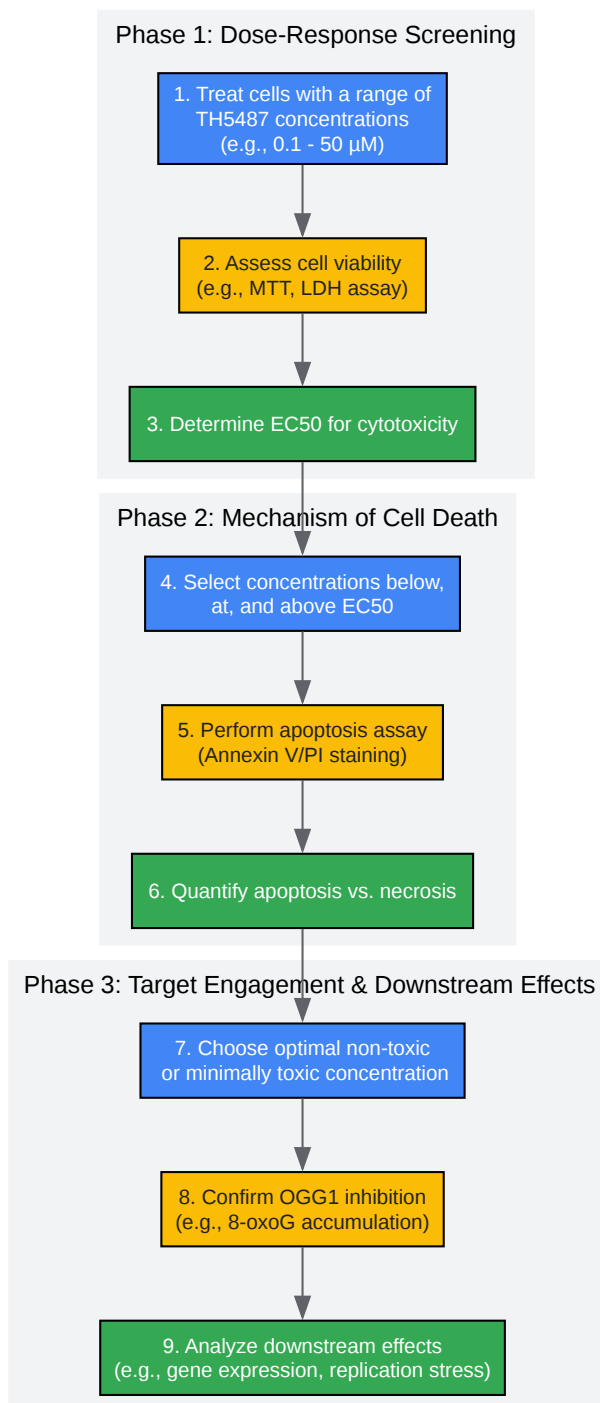 Phase 1: Dose-Response Screening
1. Treat cells with a range of
TH5487 concentrations
(e.g., 0.1 - 50 µM)
2. Assess cell viability
(e.g., MTT, LDH assay)
3. Determine EC50 for cytotoxicity
Phase 2: Mechanism of Cell Death
4. Select concentrations below,
at, and above EC50
5. Perform apoptosis assay
(Annexin V/PI staining)
6. Quantify apoptosis vs. necrosis
Phase 3: Target Engagement & Downstream Effects
7. Choose optimal non-toxic
or minimally toxic concentration
8. Confirm OGG1 inhibition
(e.g., 8-oxoG accumulation)
9. Analyze downstream effects
(e.g., gene expression, replication stress)